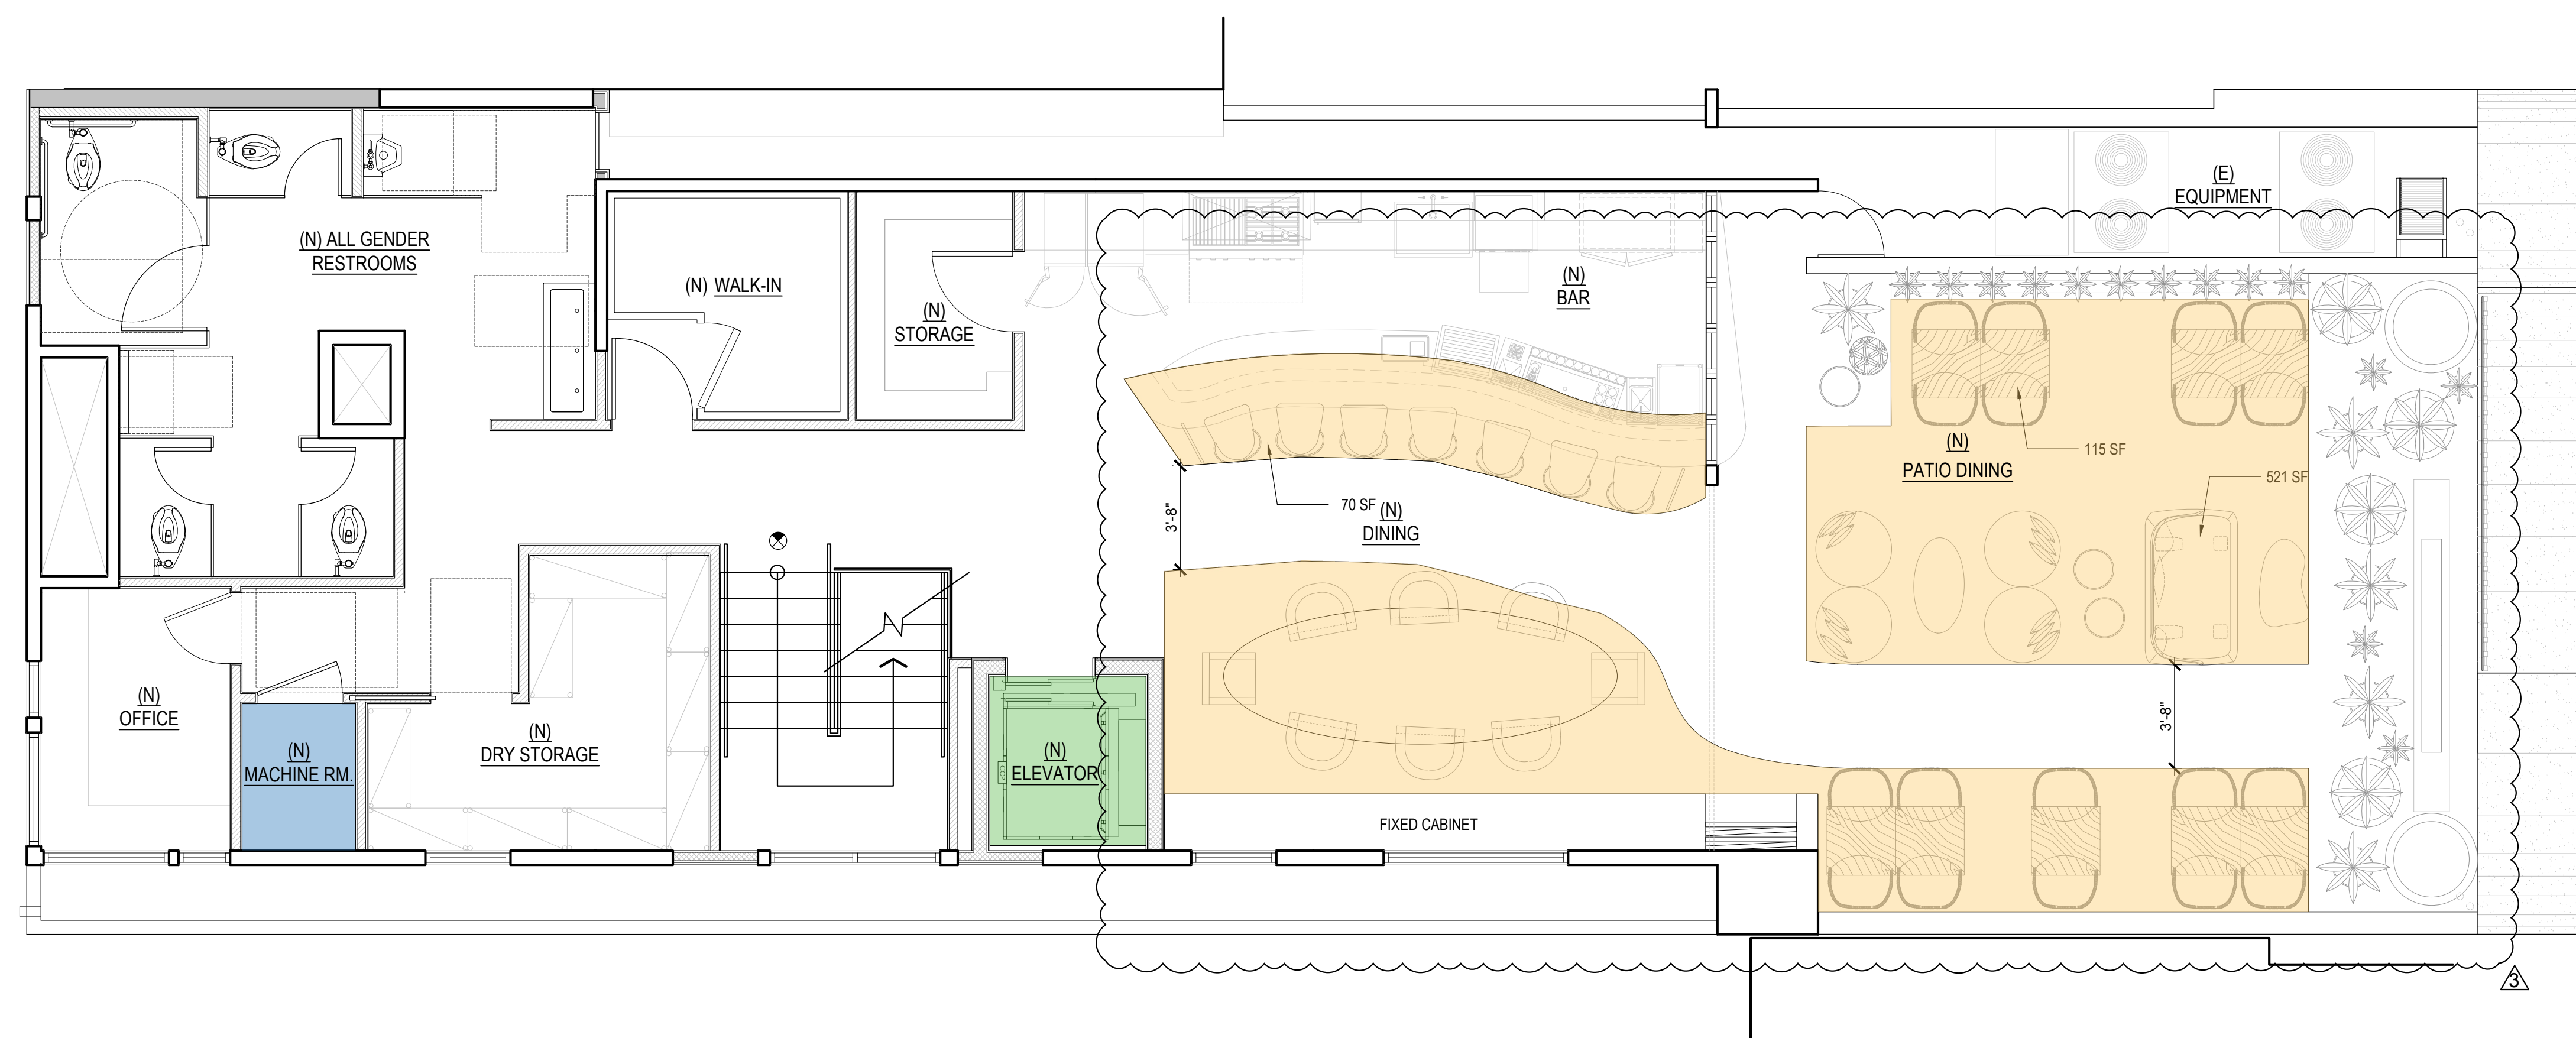 (E)
EQUIPMENT
(N) ALL GENDER
RESTROOMS
(N) WALK-IN
(N)
STORAGE
(N)
BAR
(N)
PATIO DINING
115 SF
521 SF
70 SF
(N)
DINING
3'-8"
(N)
OFFICE
(N)
MACHINE RM.
(N)
DRY STORAGE
(N)
ELEVATOR
COP
3'-8"
FIXED CABINET
3